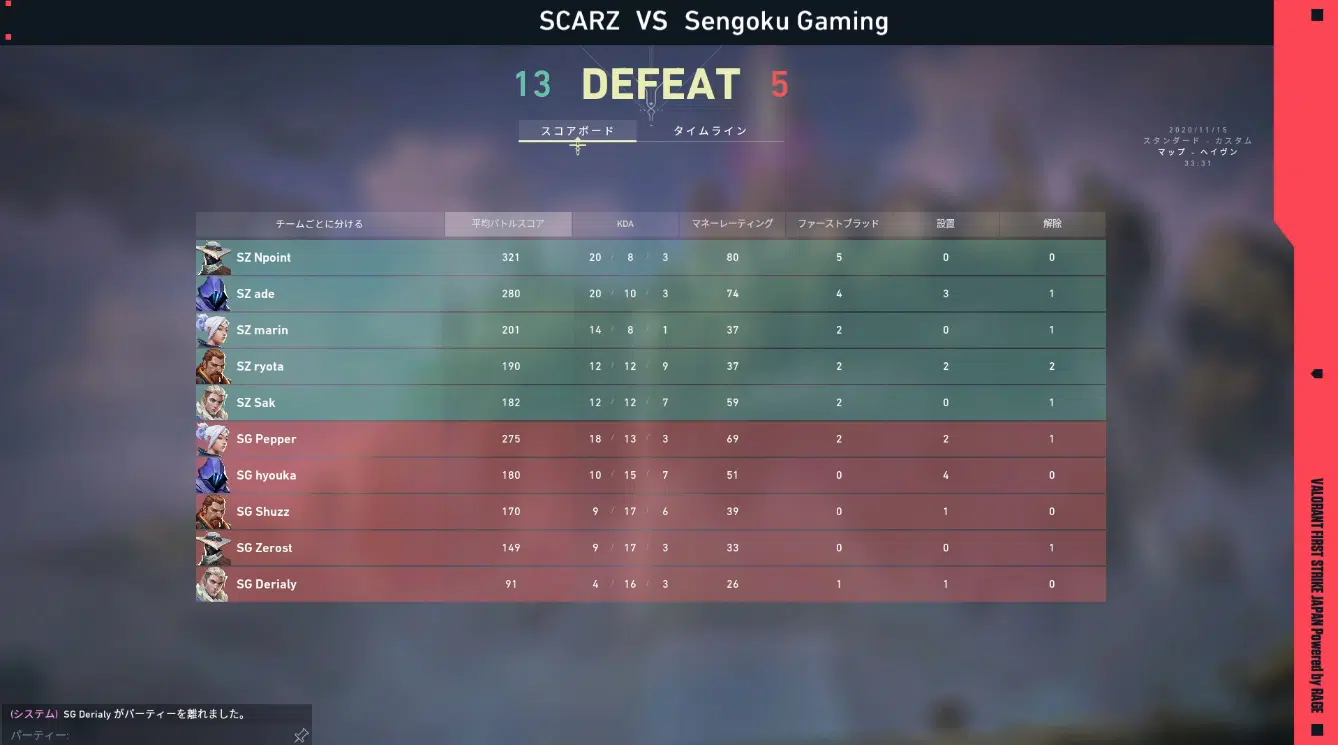 SCARZ VS Sengoku Gaming
13 DEFEAT 5
スコアボード タイムライン
2020/11/15
スタンダード - カスタム
マップ - ヘイヴン
33:31
チームごとに分ける 平均バトルスコア KDA マネーレーティング ファーストブラッド 設置 解除
SZ Npoint 321 20 / 8 / 3 80 5 0 0
SZ ade 280 20 / 10 / 3 74 4 3 1
SZ marin 201 14 / 8 / 1 37 2 0 1
SZ ryota 190 12 / 12 / 9 37 2 2 2
SZ Sak 182 12 / 12 / 7 59 2 0 1
SG Pepper 275 18 / 13 / 3 69 2 2 1
SG hyouka 180 10 / 15 / 7 51 0 4 0
SG Shuzz 170 9 / 17 / 6 39 0 1 0
SG Zerost 149 9 / 17 / 3 33 0 0 1
SG Derialy 91 4 / 16 / 3 26 1 1 0
(システム) SG Derialy がパーティーを離れました。
パーティー:
VALORANT FIRST STRIKE JAPAN Powered by RAGE